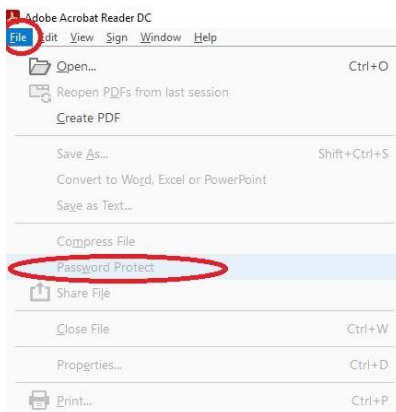 Adobe Acrobat Reader DC
File Edit View Sign Window Help
Open... Ctrl+O
Reopen PDFs from last session
Create PDF
Save As... Shift+Ctrl+S
Convert to Word, Excel or PowerPoint
Save as Text...
Compress File
Password Protect
Share File
Close File Ctrl+W
Properties... Ctrl+D
Print... Ctrl+P